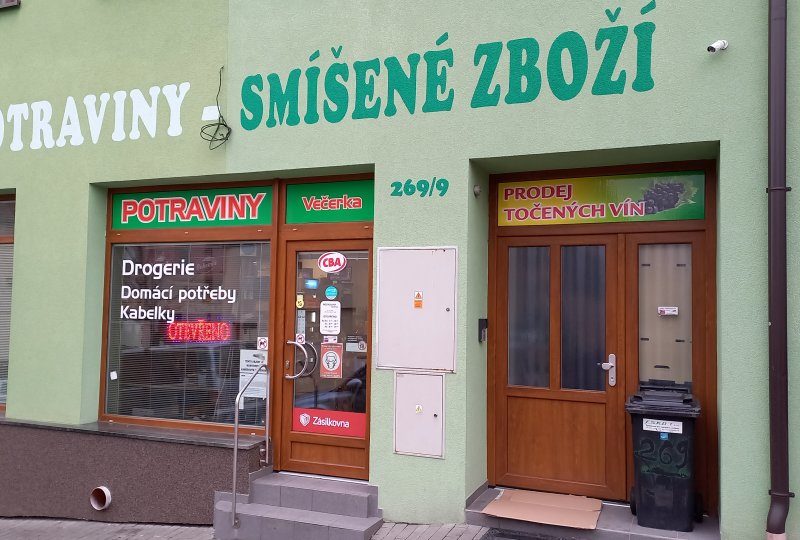 OTRAVINY - SMÍŠENÉ ZBOŽÍ
269/9
POTRAVINY
Večerka
PRODEJ
TOČENÝCH VÍN
Drogerie
Domácí potřeby
Kabelky
OTEVŘENO
CBA
Zásilkovna
269